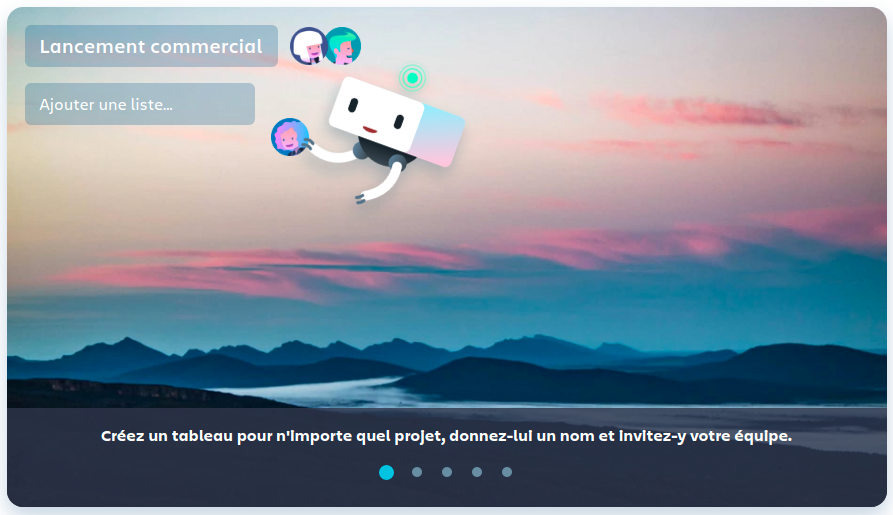 Lancement commercial
Ajouter une liste...
Créez un tableau pour n'importe quel projet, donnez-lui un nom et invitez-y votre équipe.